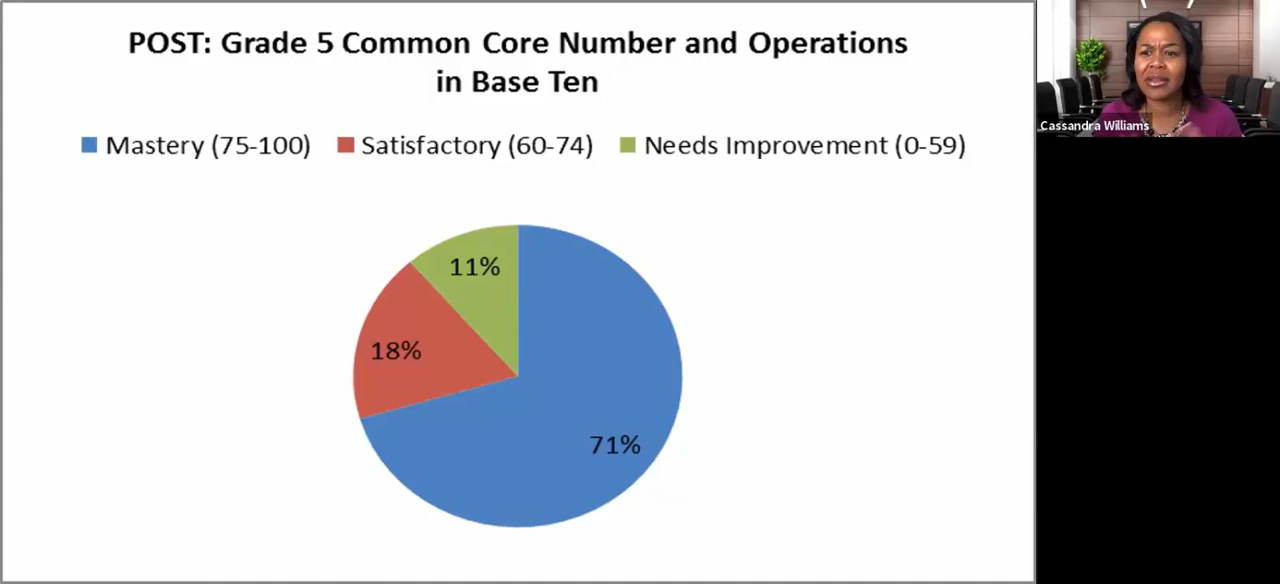 POST: Grade 5 Common Core Number and Operations
in Base Ten
Mastery (75-100) Satisfactory (60-74) Needs Improvement (0-59)
11%
18%
71%
Cassandra Williams